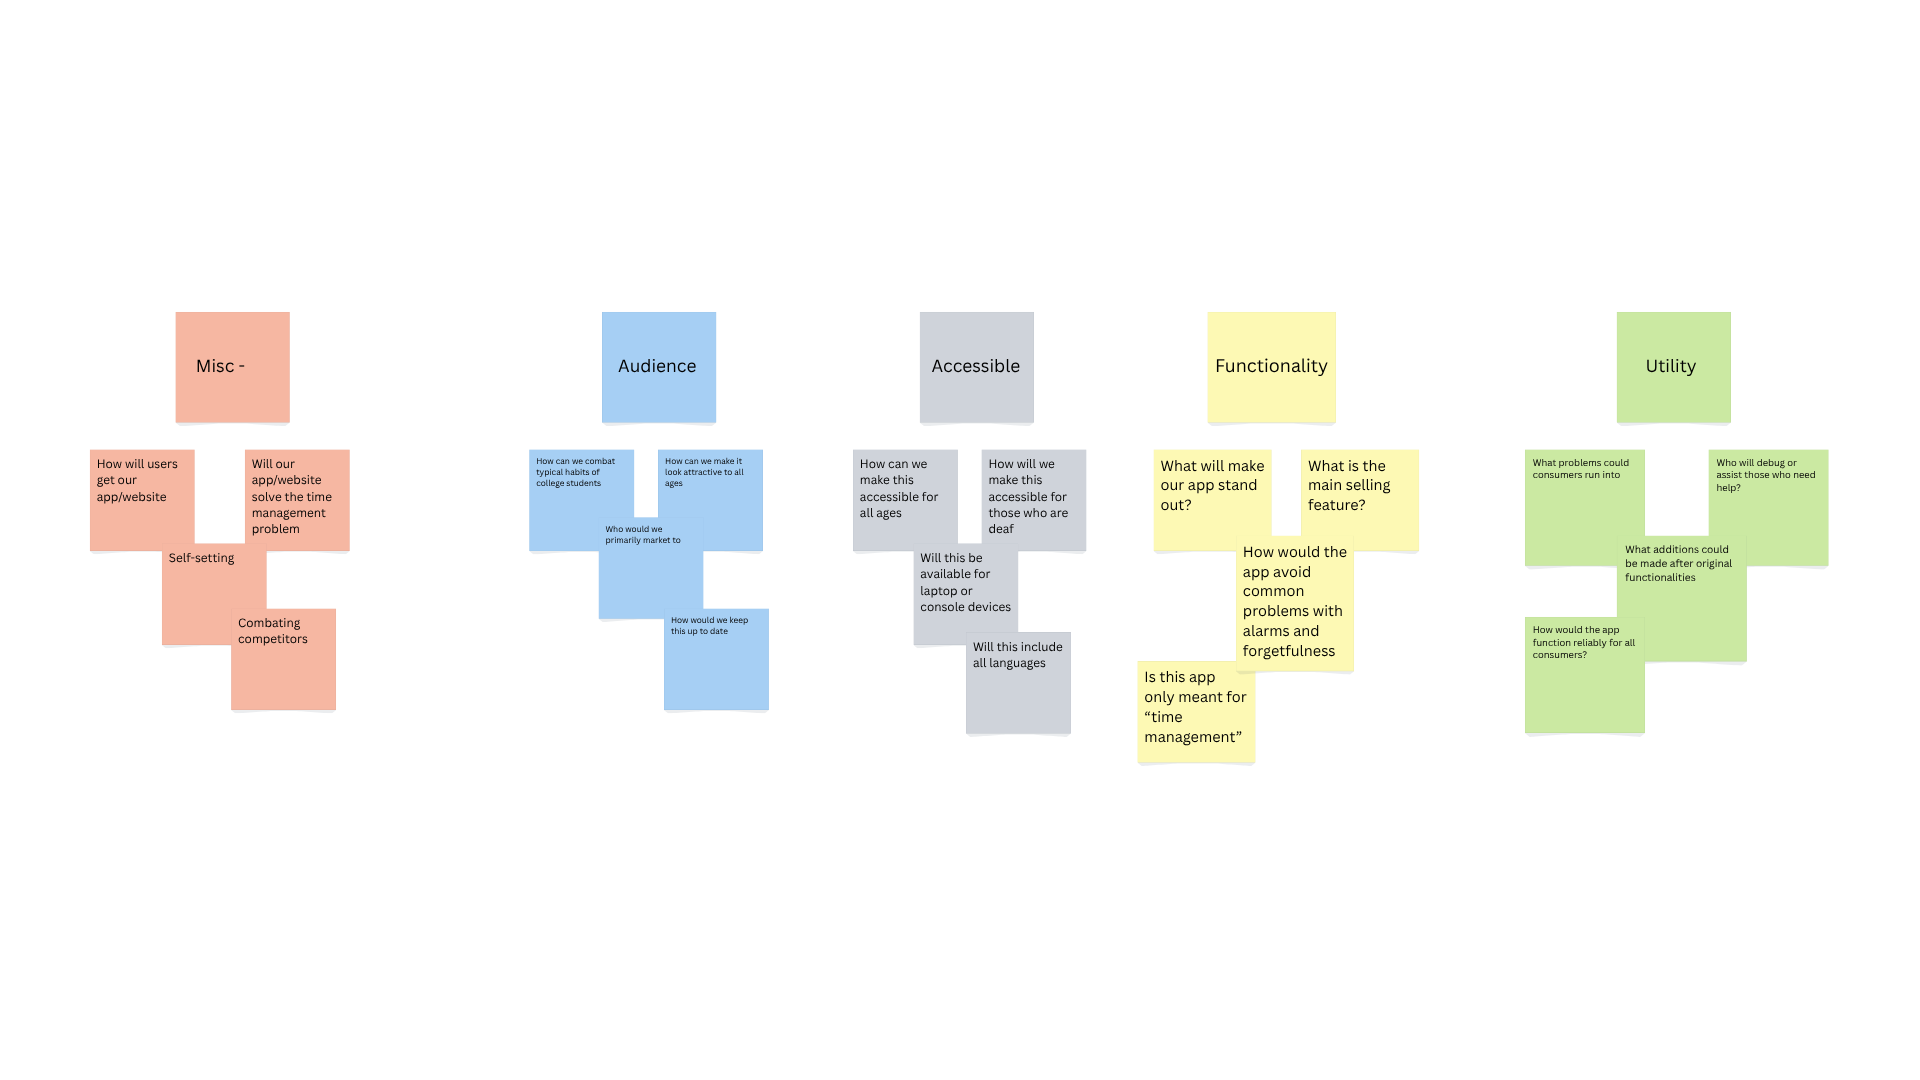 Misc -
How will users
get our
app/website
Will our
app/website
solve the time
management
problem
Self-setting
Combating
competitors
Audience
How can we combat
typical habits of
college students
How can we make it
look attractive to all
ages
Who would we
primarily market to
How would we keep
this up to date
Accessible
How can we
make this
accessible for
all ages
How will we
make this
accessible for
those who are
deaf
Will this be
available for
laptop or
console devices
Will this include
all languages
Functionality
What will make
our app stand
out?
What is the
main selling
feature?
How would the
app avoid
common
problems with
alarms and
forgetfulness
Is this app
only meant for
“time
management”
Utility
What problems could
consumers run into
Who will debug or
assist those who need
help?
What additions could
be made after original
functionalities
How would the app
function reliably for all
consumers?